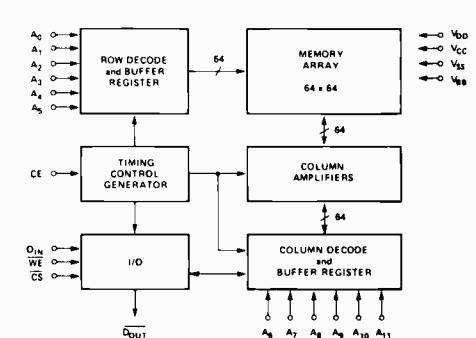 A0
A1
A2
A3
A4
A5
ROW DECODE
and BUFFER
REGISTER
64
MEMORY
ARRAY
64 x 64
VDD
VCC
VSS
VBB
64
CE
TIMING
CONTROL
GENERATOR
COLUMN
AMPLIFIERS
64
DIN
WE
CS
I/O
COLUMN DECODE
and
BUFFER REGISTER
DOUT
A6 A7 A8 A9 A10 A11